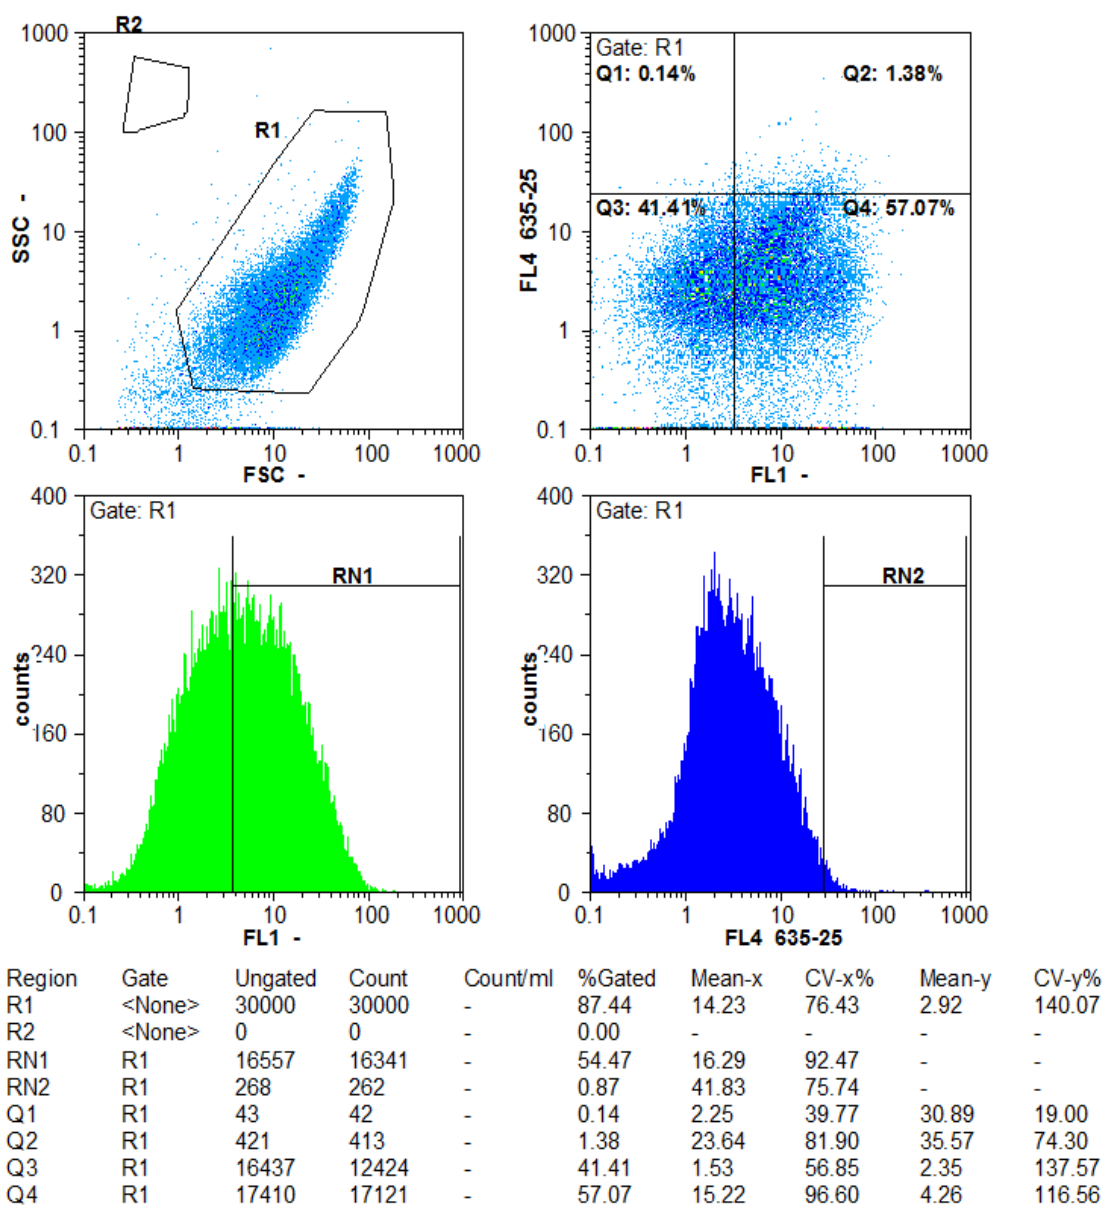 R2
1000
100
10
1
0.1
SSC -
R1
0.1 1 10 100 1000
FSC -
1000
100
10
1
0.1
FL4 635-25
Gate: R1
Q1: 0.14% Q2: 1.38%
Q3: 41.41% Q4: 57.07%
0.1 1 10 100 1000
FL1 -
400
320
240
160
80
0
counts
Gate: R1
RN1
0.1 1 10 100 1000
FL1 -
400
320
240
160
80
0
counts
Gate: R1
RN2
0.1 1 10 100 1000
FL4 635-25
Region Gate Ungated Count Count/ml %Gated Mean-x CV-x% Mean-y CV-y%
R1 <None> 30000 30000 - 87.44 14.23 76.43 2.92 140.07
R2 <None> 0 0 - 0.00 - - - -
RN1 R1 16557 16341 - 54.47 16.29 92.47 - -
RN2 R1 268 262 - 0.87 41.83 75.74 - -
Q1 R1 43 42 - 0.14 2.25 39.77 30.89 19.00
Q2 R1 421 413 - 1.38 23.64 81.90 35.57 74.30
Q3 R1 16437 12424 - 41.41 1.53 56.85 2.35 137.57
Q4 R1 17410 17121 - 57.07 15.22 96.60 4.26 116.56